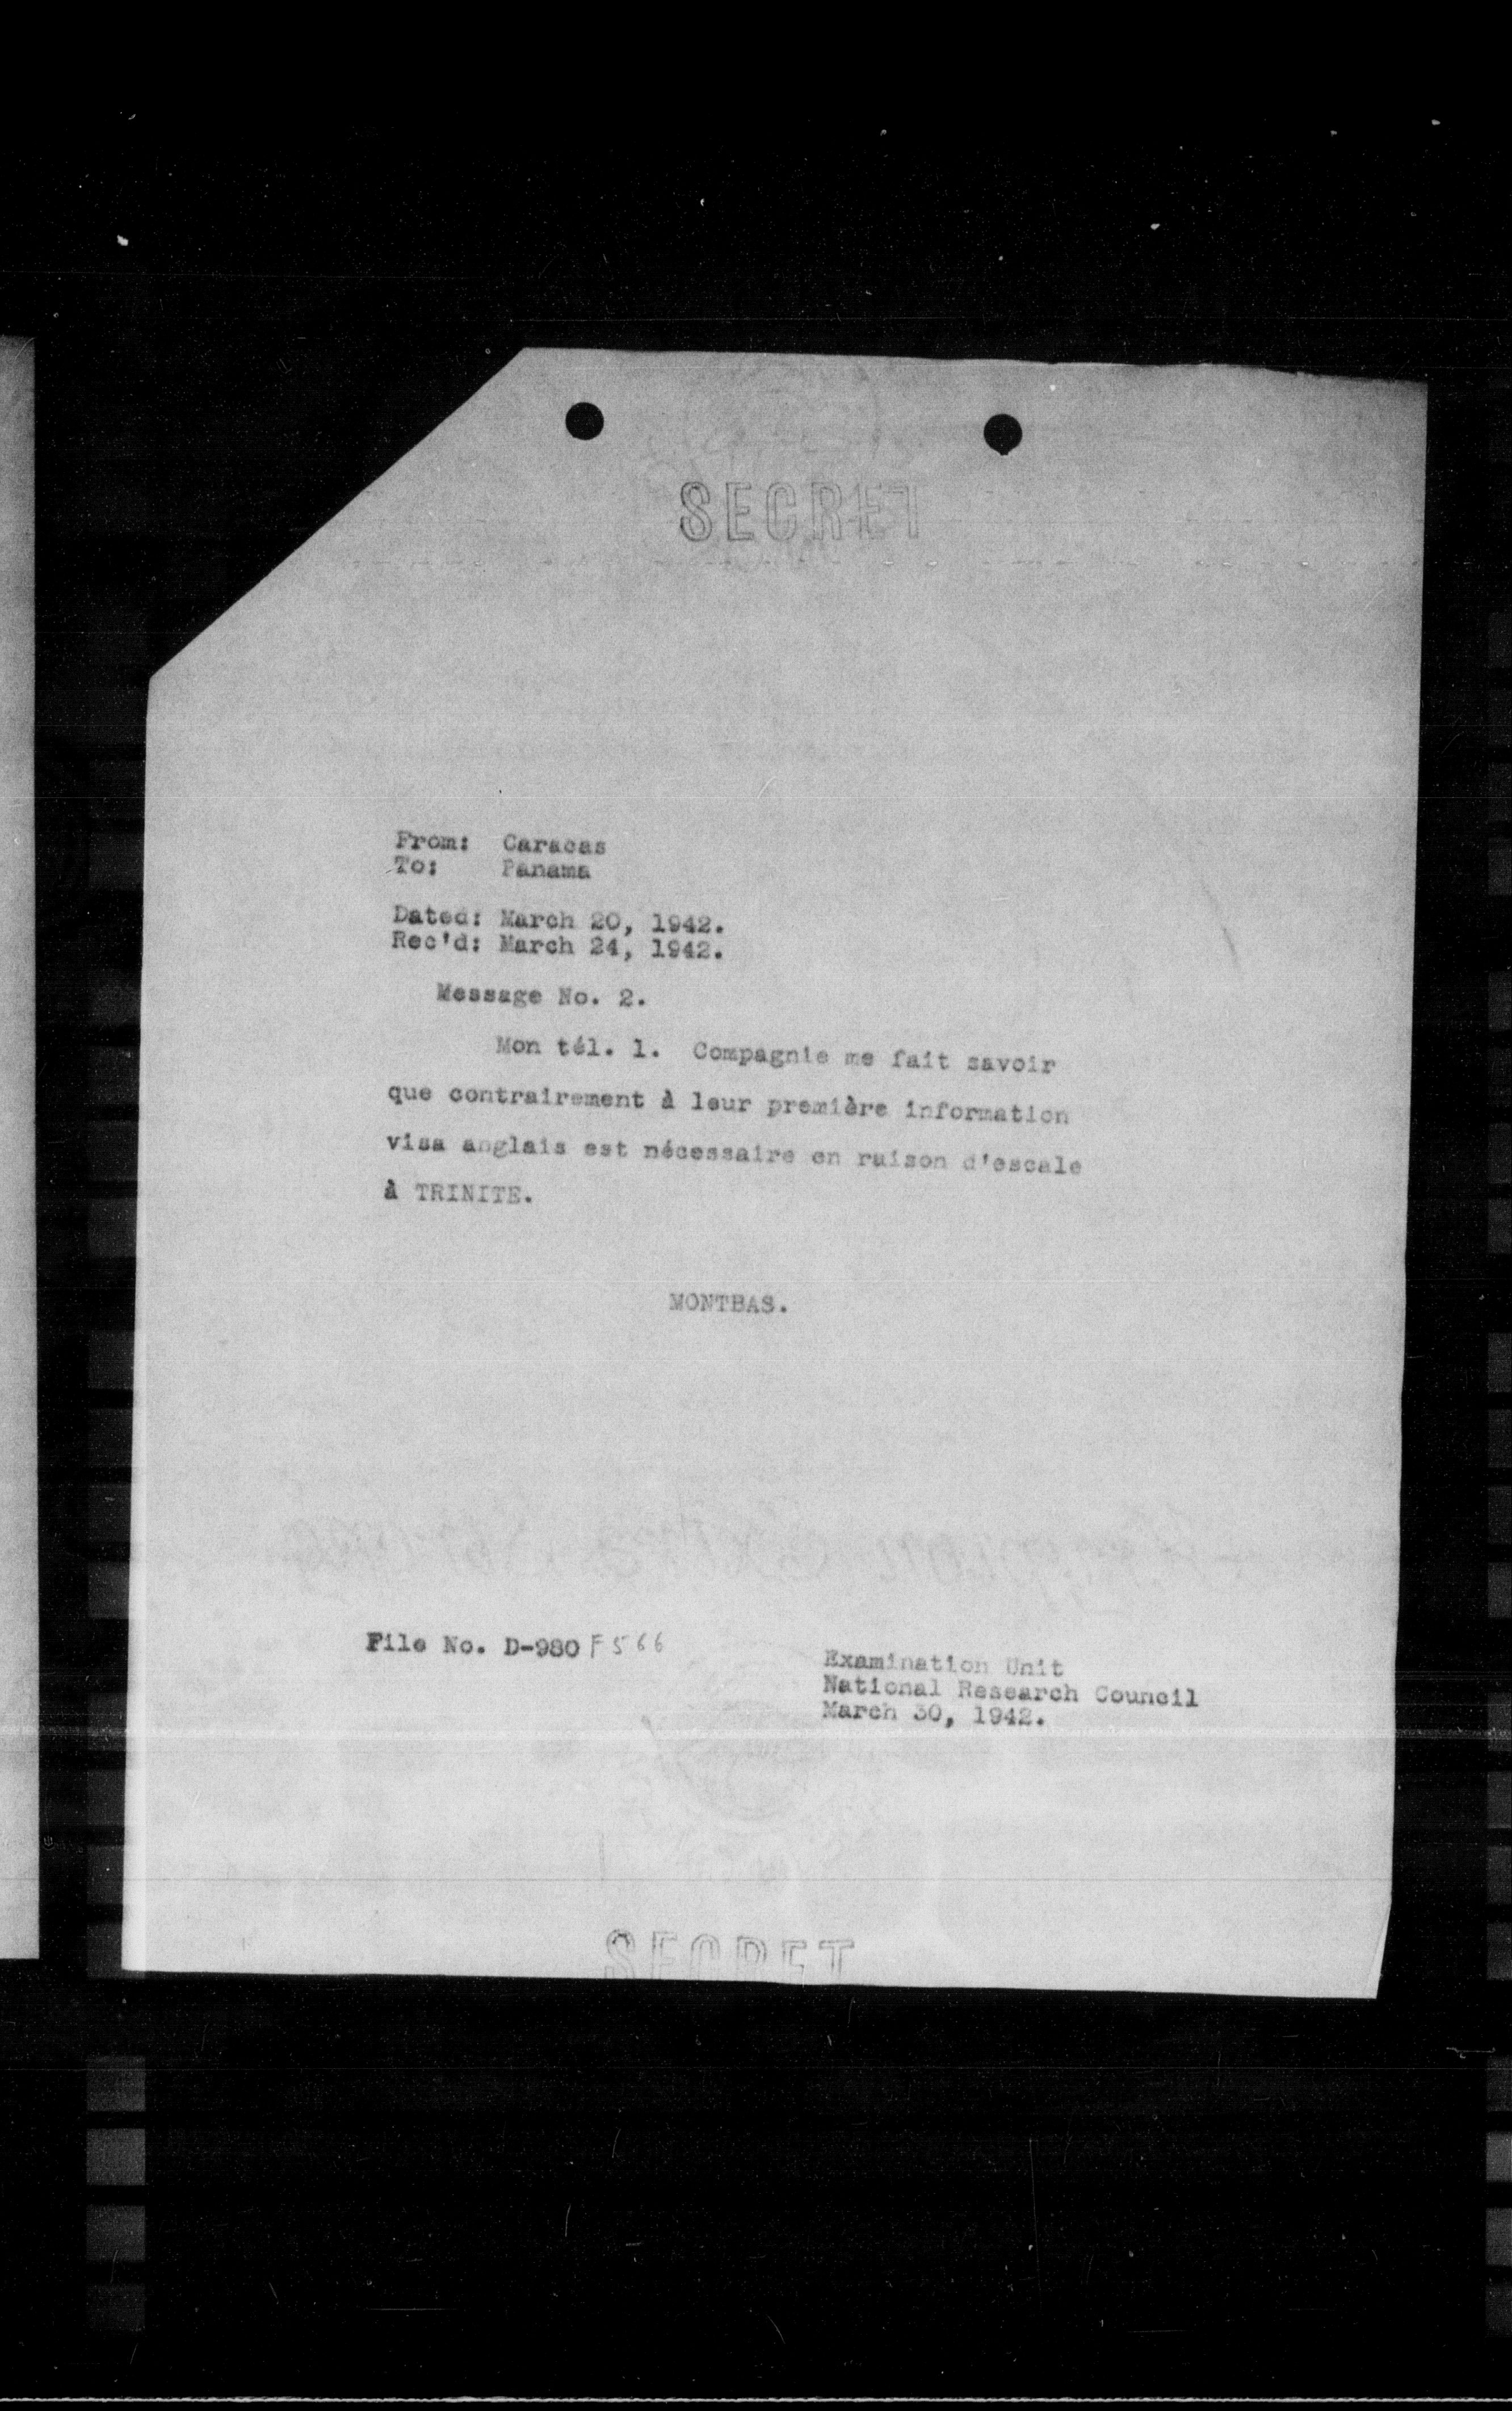 SECRET
From: Caracas
To: Panama
Dated: March 20, 1942.
Rec'd: March 24, 1942.
Message No. 2.
Mon tél. 1. Compagnie me fait savoir
que contrairement à leur première information
visa anglais est nécessaire en raison d'escale
à TRINITE.
MONTBAS.
File No. D-980 F566
Examination Unit
National Research Council
March 30, 1942.
SECRET